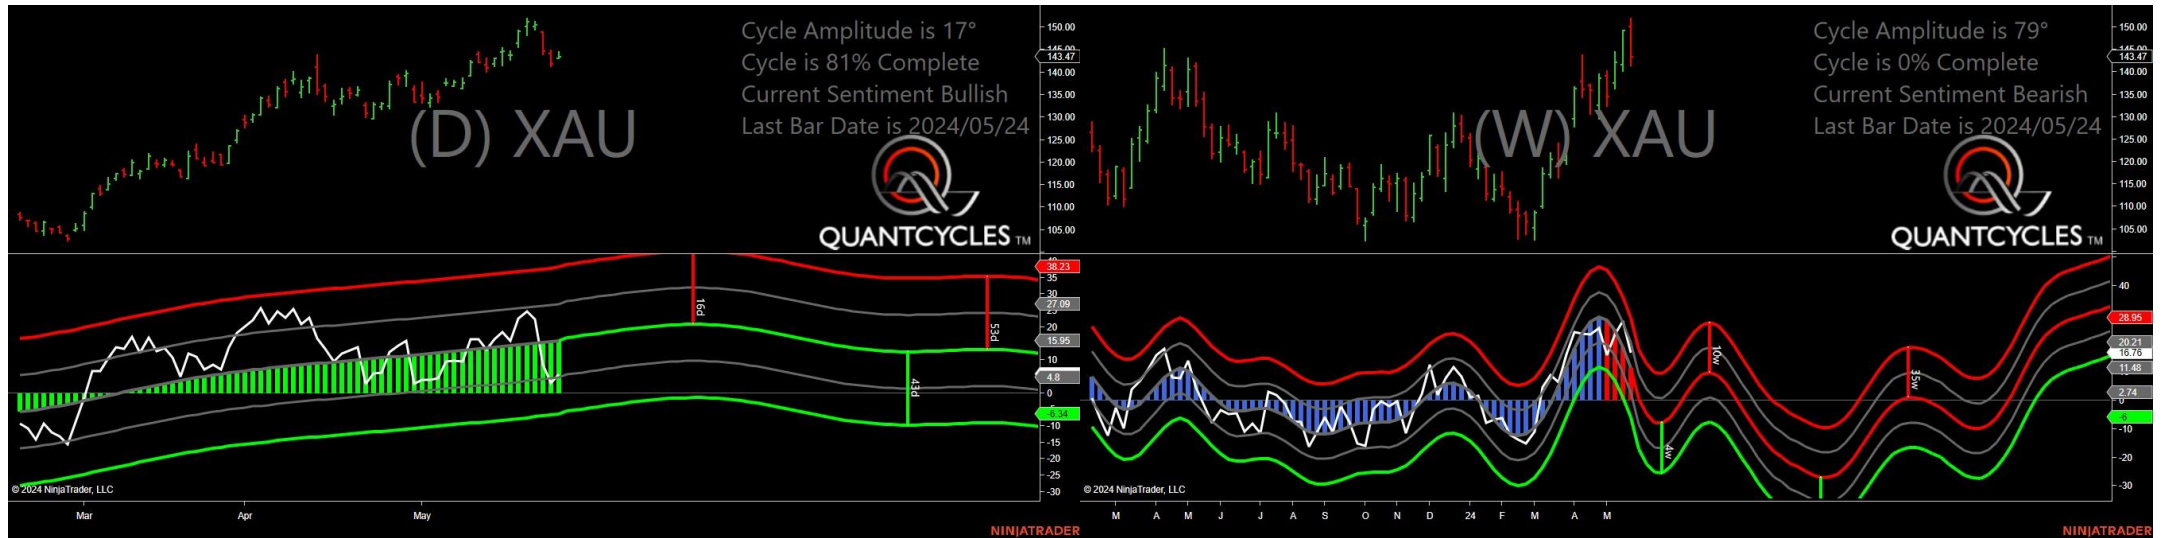 Cycle Amplitude is 17°
Cycle is 81% Complete
Current Sentiment Bullish
Last Bar Date is 2024/05/24
(D) XAU
QUANTCYCLES TM
150.00
145.00
143.47
140.00
135.00
130.00
125.00
120.00
115.00
110.00
105.00
40
38.23
35
30
27.09
25
20
15.95
10
4.8
0
-6.34
-10
-15
-20
-25
-30
16d
53d
43d
© 2024 NinjaTrader, LLC
Mar
Apr
May
NINJATRADER
Cycle Amplitude is 79°
Cycle is 0% Complete
Current Sentiment Bearish
Last Bar Date is 2024/05/24
(W) XAU
QUANTCYCLES TM
150.00
145.00
143.47
140.00
135.00
130.00
125.00
120.00
115.00
110.00
105.00
40
28.95
20.21
16.76
11.48
2.74
0
-6
-10
-20
-30
10w
35w
4w
© 2024 NinjaTrader, LLC
M A M J J A S O N D 24 F M A M
NINJATRADER